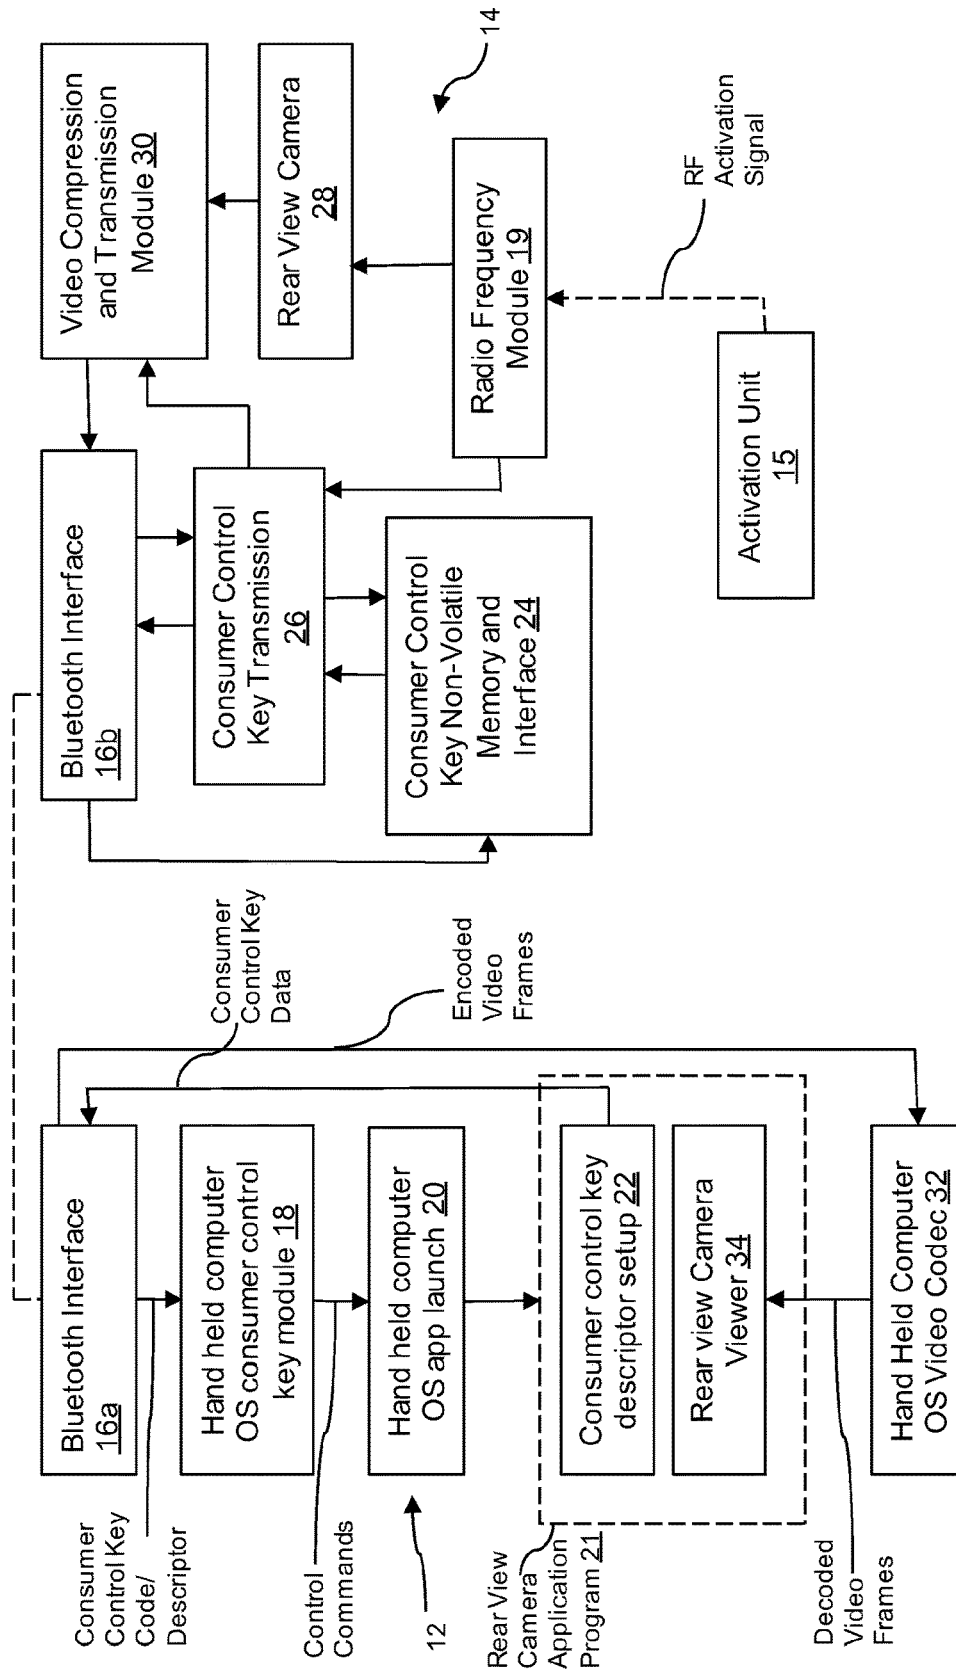 Bluetooth Interface
16a
Consumer
Control Key
Code/
Descriptor
Hand held computer
OS consumer control
key module 18
Control
Commands
Hand held computer
OS app launch 20
12
Rear View
Camera
Application
Program 21
Consumer control key
descriptor setup 22
Rear view Camera
Viewer 34
Decoded
Video
Frames
Hand Held Computer
OS Video Codec 32
Consumer
Control Key
Data
Encoded
Video
Frames
Bluetooth Interface
16b
Consumer Control
Key Transmission
26
Consumer Control
Key Non-Volatile
Memory and
Interface 24
Video Compression
and Transmission
Module 30
Rear View Camera
28
Radio Frequency
Module 19
14
RF
Activation
Signal
Activation Unit
15